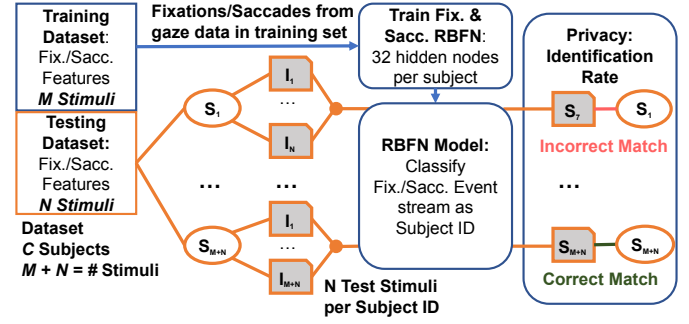 Training
Dataset:
Fix./Sacc.
Features
M Stimuli
Testing
Dataset:
Fix./Sacc.
Features
N Stimuli
Dataset
C Subjects
M + N = # Stimuli
Fixations/Saccades from
gaze data in training set
S1
...
SM+N
I1
...
IN
...
I1
...
IM+N
N Test Stimuli
per Subject ID
Train Fix. &
Sacc. RBFN:
32 hidden nodes
per subject
RBFN Model:
Classify
Fix./Sacc. Event
stream as
Subject ID
Privacy:
Identification
Rate
S7
S1
Incorrect Match
...
SM+N
SM+N
Correct Match